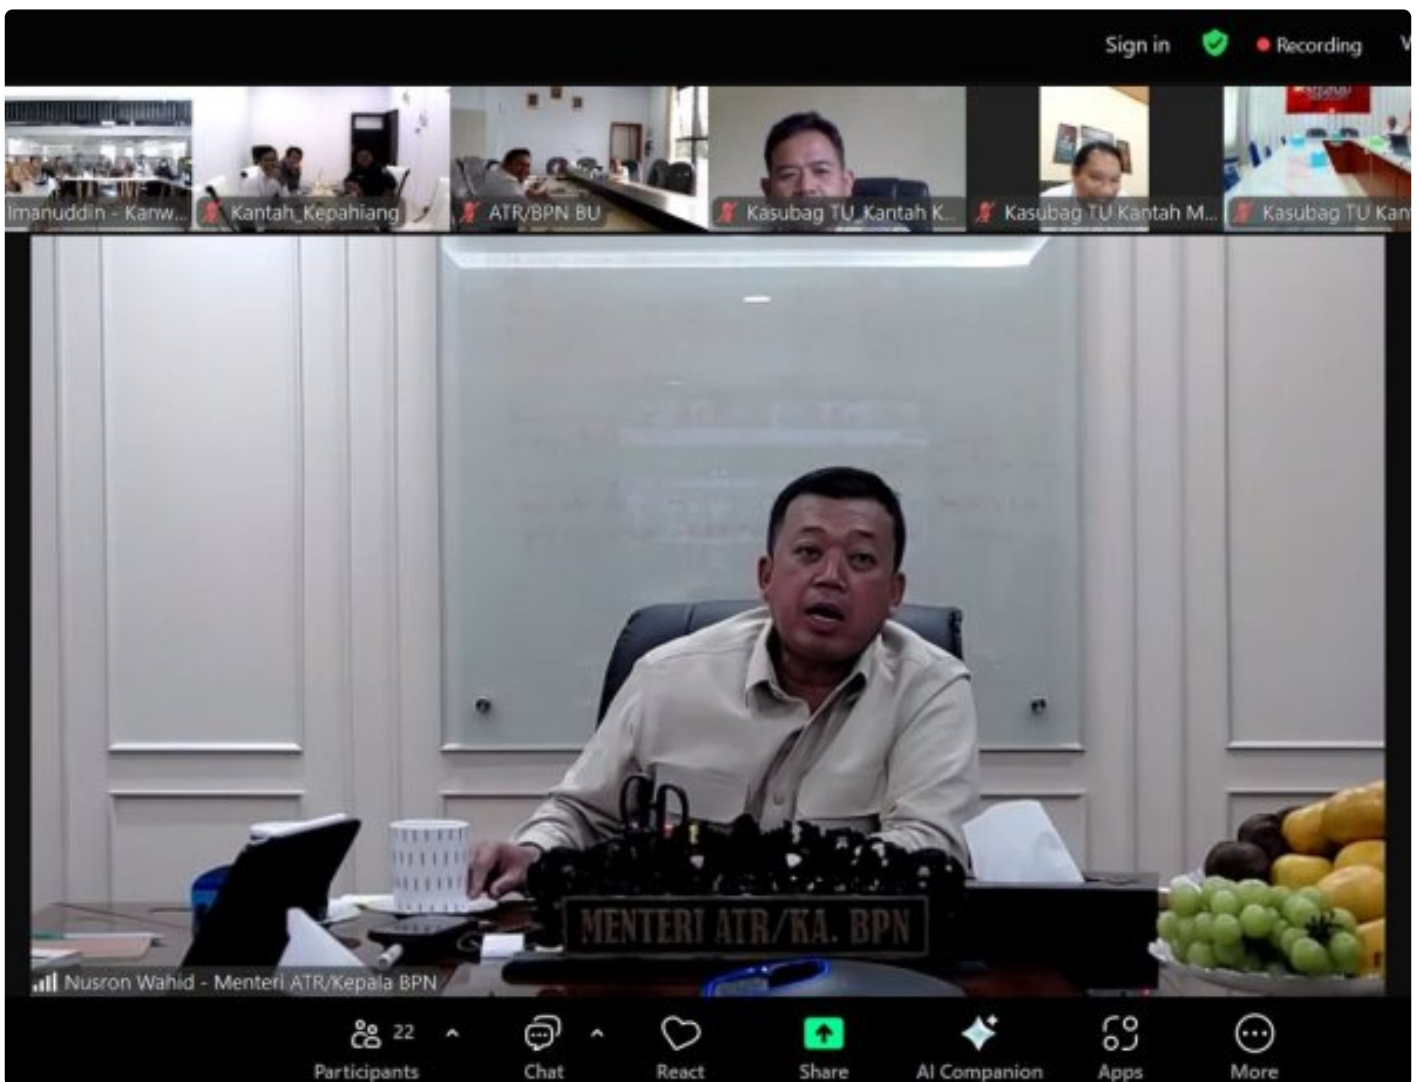 Sign in
Recording
Imanuddin - Kanw...
Kantah_Kepahiang
ATR/BPN BU
Kasubag TU_Kantah K...
Kasubag TU Kantah M...
Kasubag TU Kant
MENTERI ATR/KA. BPN
Nusron Wahid - Menteri ATR/Kepala BPN
22
Participants
Chat
React
Share
AI Companion
Apps
More